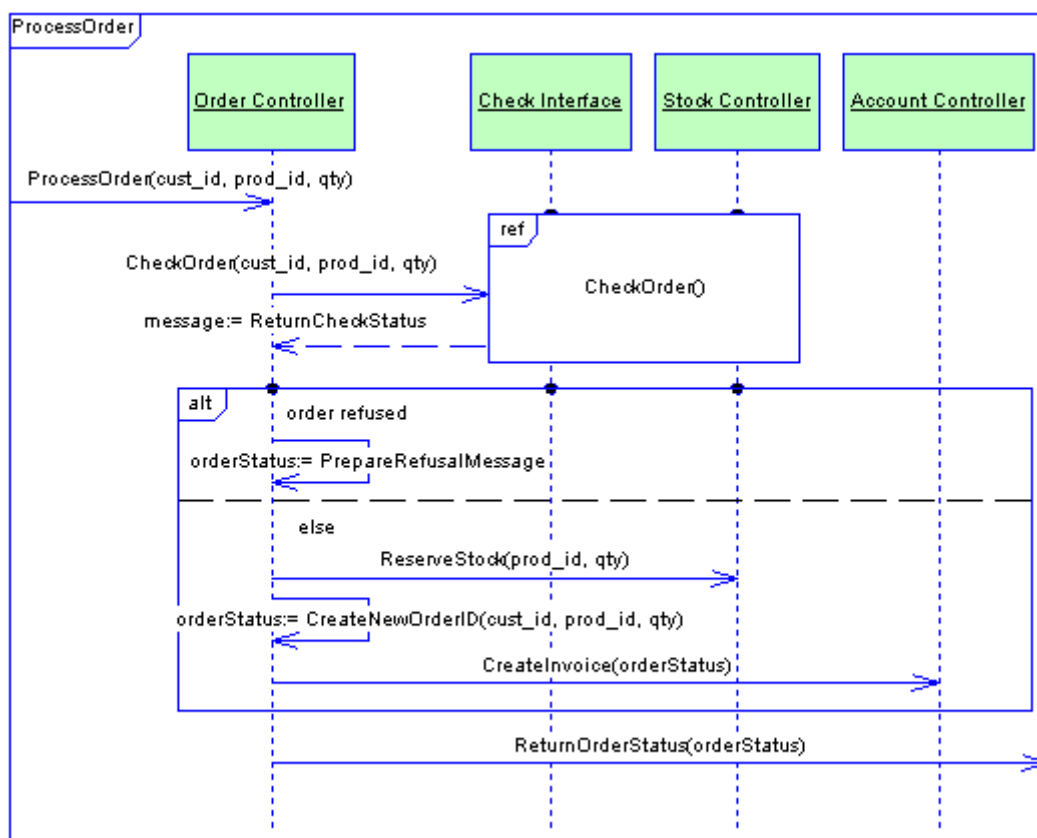 ProcessOrder
Order Controller
Check Interface
Stock Controller
Account Controller
ProcessOrder(cust_id, prod_id, qty)
ref
CheckOrder(cust_id, prod_id, qty)
CheckOrder()
message:= ReturnCheckStatus
alt
order refused
orderStatus:= PrepareRefusalMessage
else
ReserveStock(prod_id, qty)
orderStatus:= CreateNewOrderID(cust_id, prod_id, qty)
CreateInvoice(orderStatus)
ReturnOrderStatus(orderStatus)